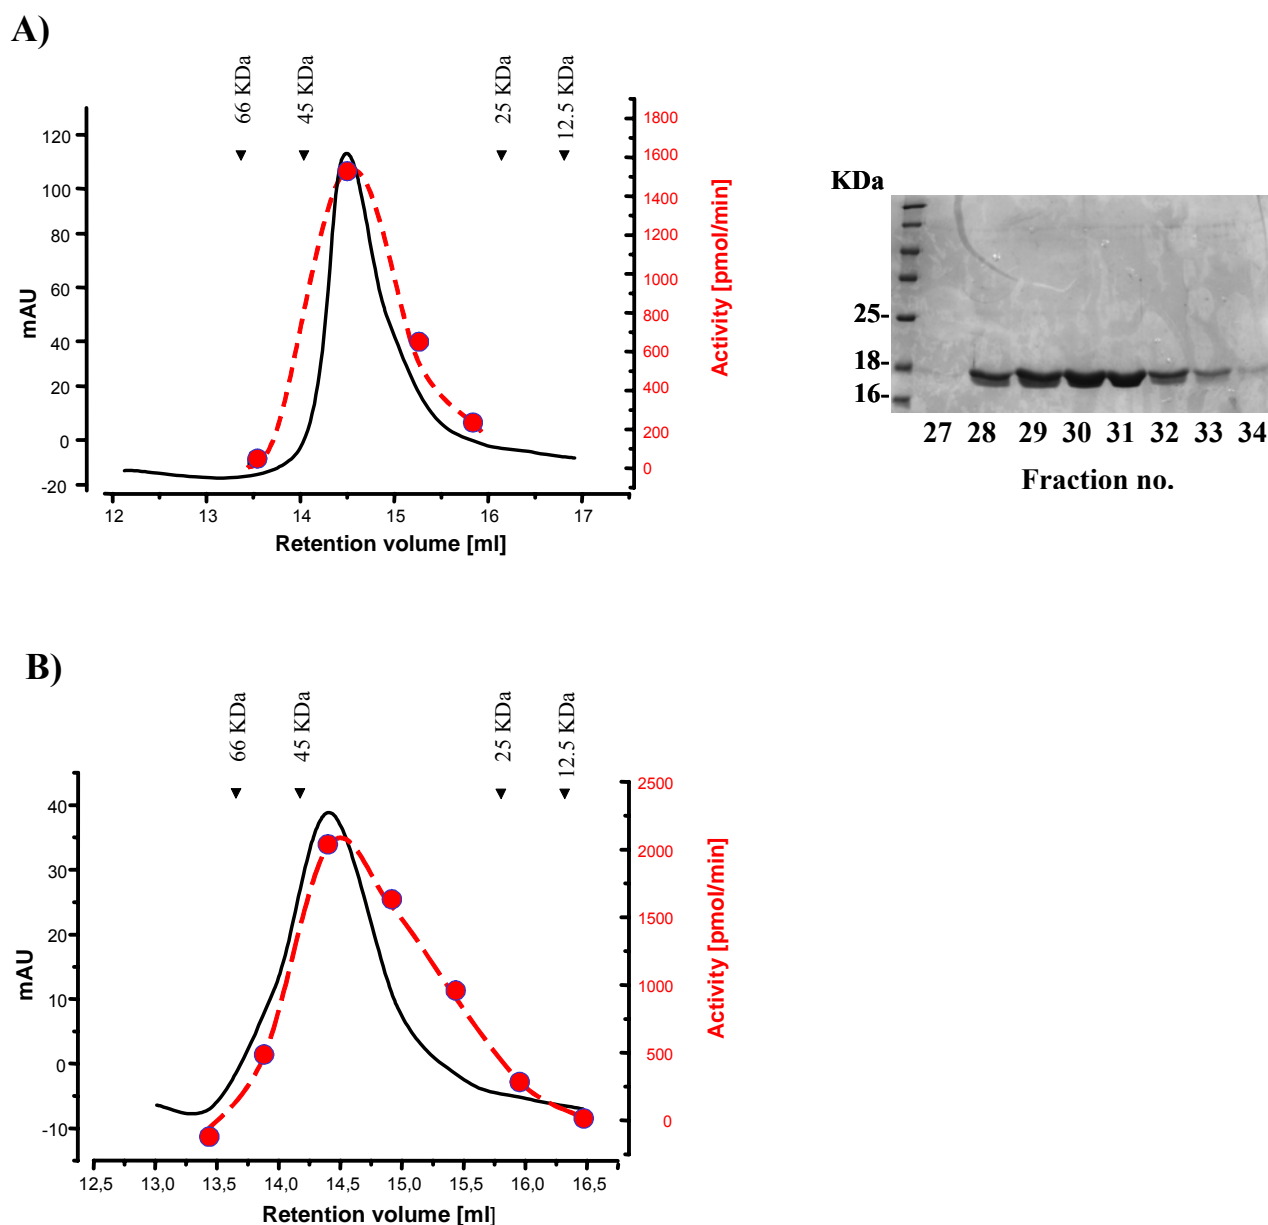 A)
66 KDa
45 KDa
25 KDa
12.5 KDa
120
100
80
60
40
20
0
-20
mAU
1800
1600
1400
1200
1000
800
600
400
200
0
Activity [pmol/min]
12 13 14 15 16 17
Retention volume [ml]
KDa
25-
18-
16-
27 28 29 30 31 32 33 34
Fraction no.
B)
66 KDa
45 KDa
25 KDa
12.5 KDa
40
30
20
10
0
-10
mAU
2500
2000
1500
1000
500
0
Activity [pmol/min]
12,5 13,0 13,5 14,0 14,5 15,0 15,5 16,0 16,5
Retention volume [ml]